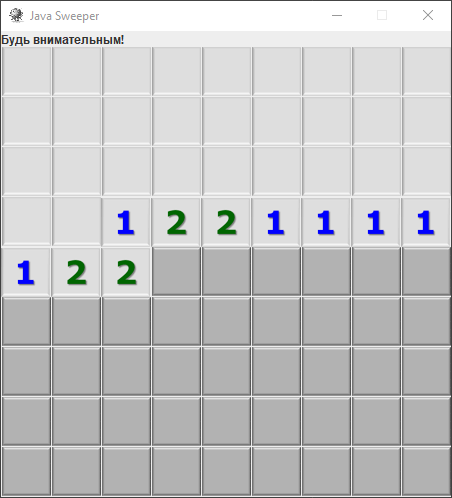 Java Sweeper
Будь внимательным!
1 2 2 1 1 1 1
1 2 2